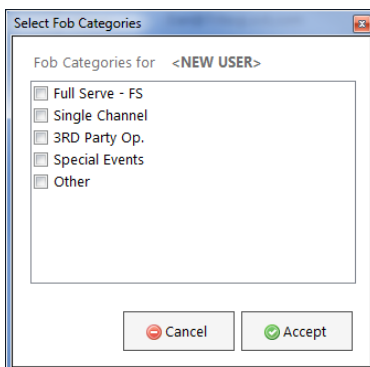 Select Fob Categories
Fob Categories for <NEW USER>
Full Serve - FS
Single Channel
3RD Party Op.
Special Events
Other
Cancel Accept